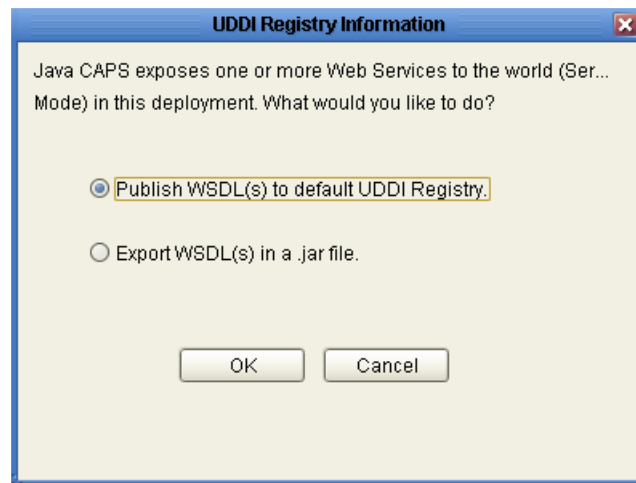 UDDI Registry Information
Java CAPS exposes one or more Web Services to the world (Ser...
Mode) in this deployment. What would you like to do?
Publish WSDL(s) to default UDDI Registry.
Export WSDL(s) in a .jar file.
OK Cancel